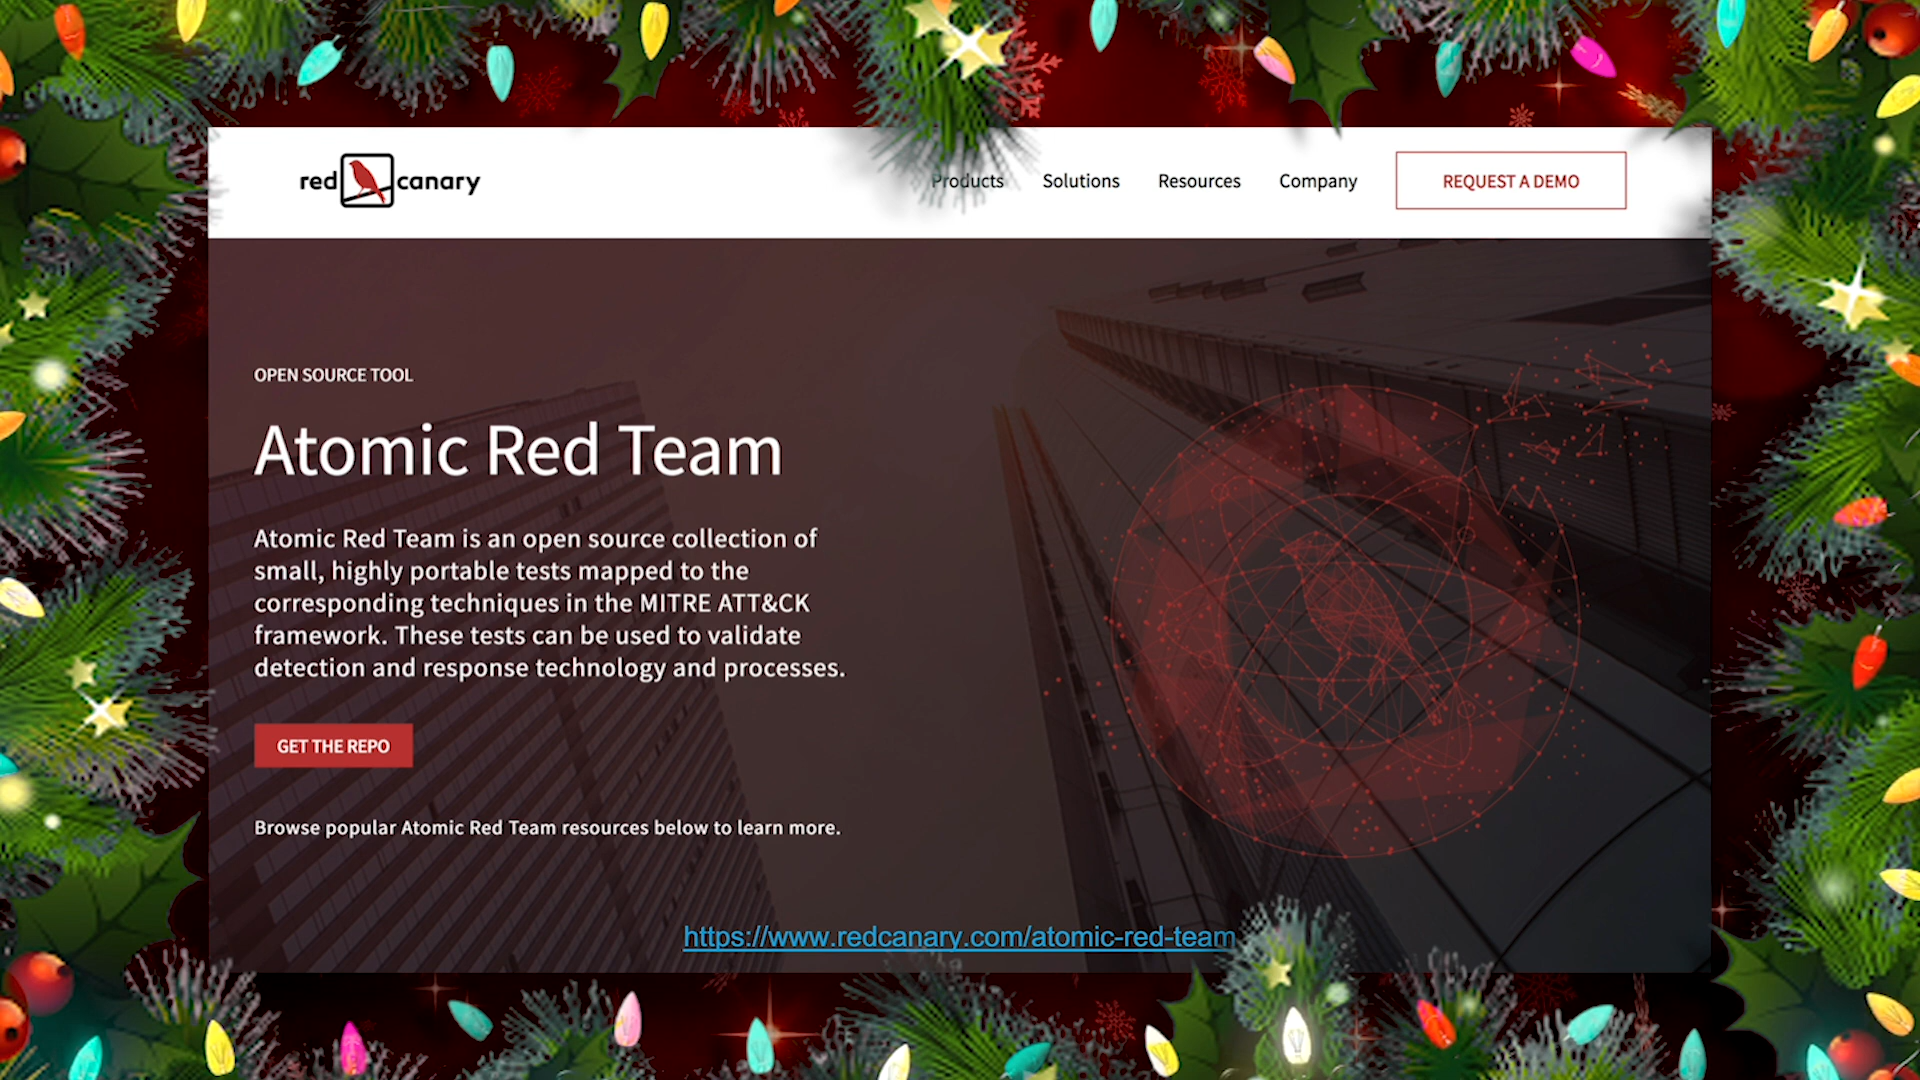 red canary
Products Solutions Resources Company REQUEST A DEMO
OPEN SOURCE TOOL
Atomic Red Team
Atomic Red Team is an open source collection of
small, highly portable tests mapped to the
corresponding techniques in the MITRE ATT&CK
framework. These tests can be used to validate
detection and response technology and processes.
GET THE REPO
Browse popular Atomic Red Team resources below to learn more.
https://www.redcanary.com/atomic-red-team